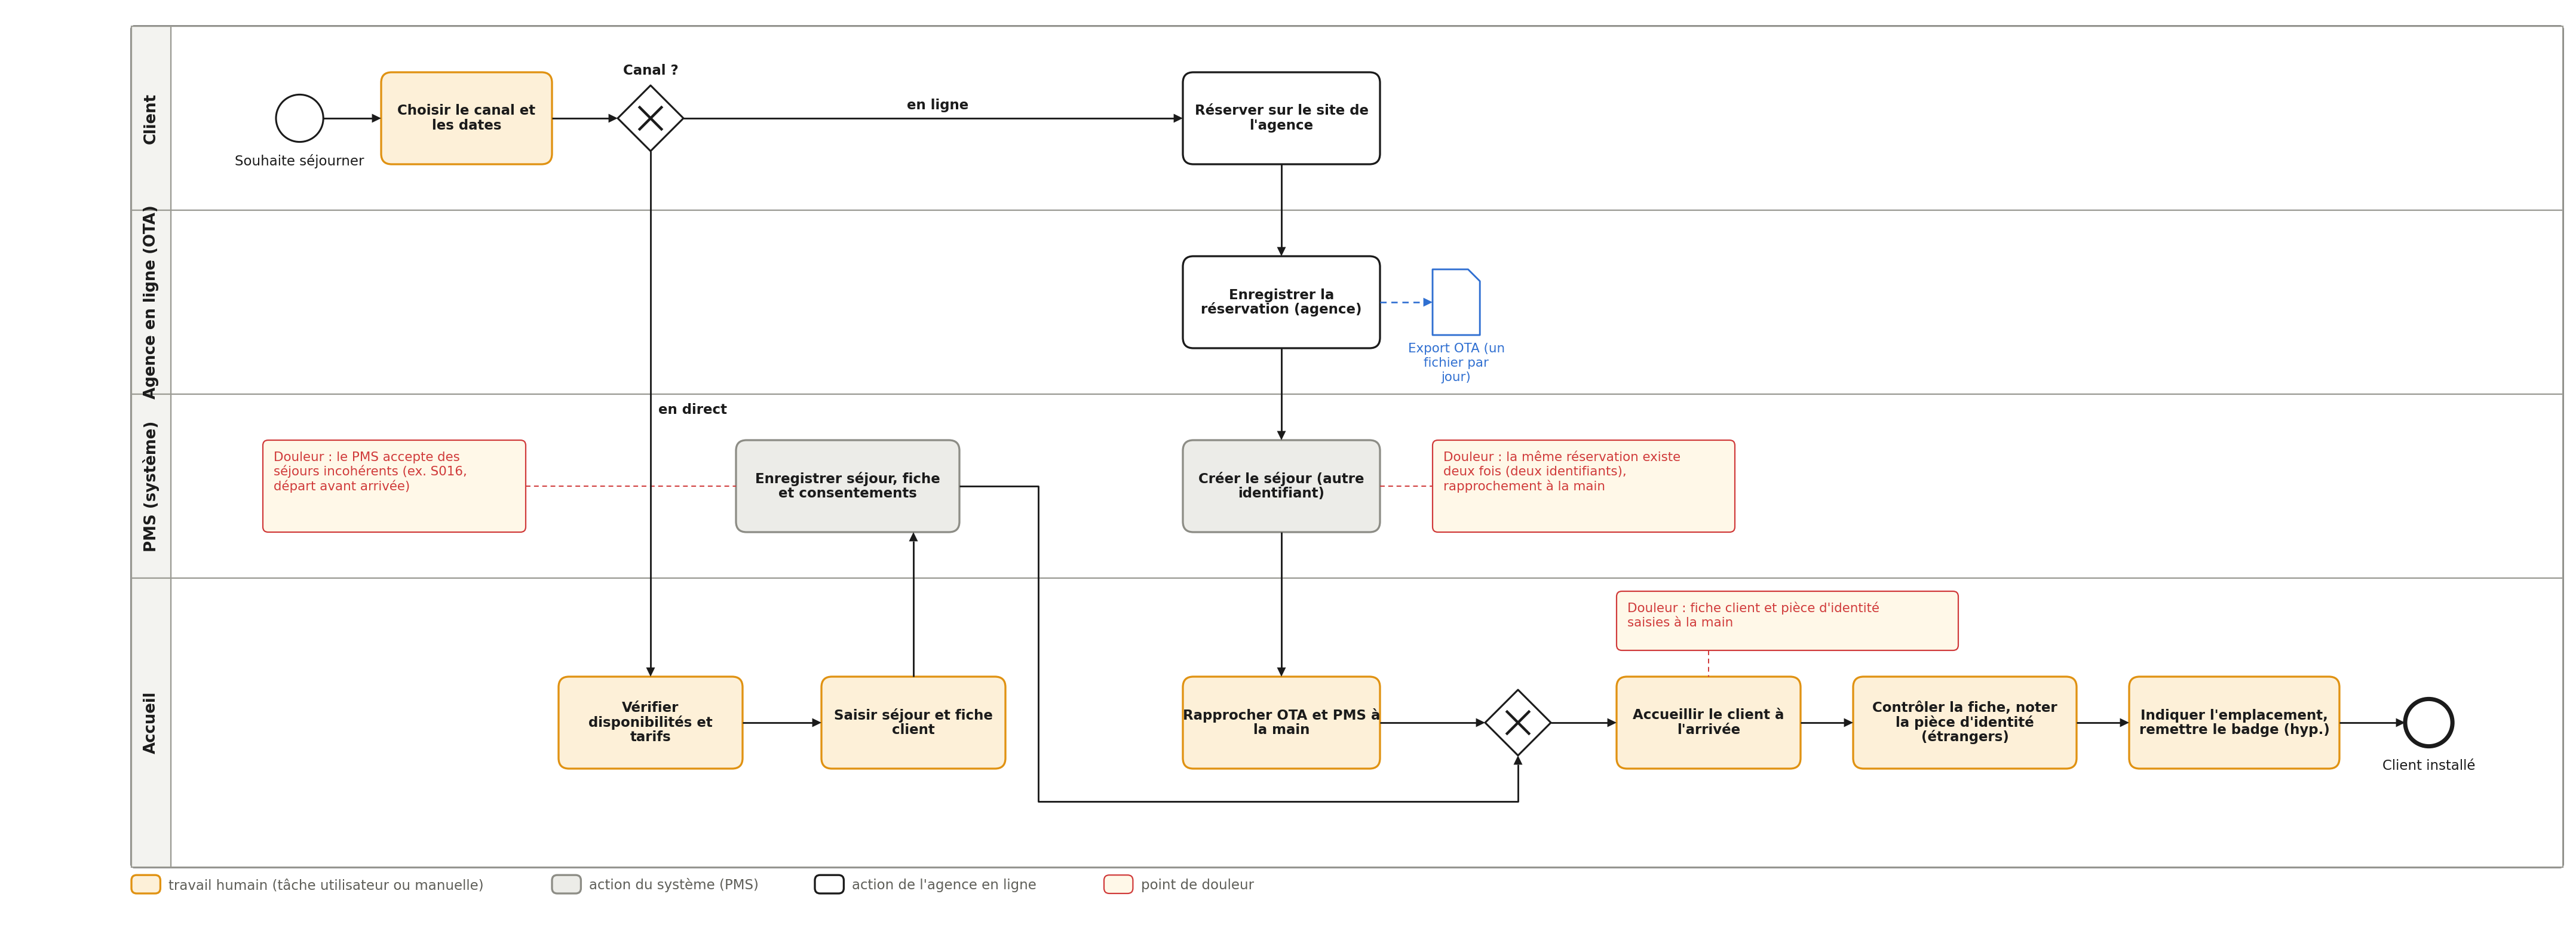 Client
Souhaite séjourner
Choisir le canal et
les dates
Canal ?
en ligne
Réserver sur le site de
l'agence
Agence en ligne (OTA)
Enregistrer la
réservation (agence)
Export OTA (un
fichier par
jour)
PMS (système)
en direct
Douleur : le PMS accepte des
séjours incohérents (ex. S016,
départ avant arrivée)
Enregistrer séjour, fiche
et consentements
Créer le séjour (autre
identifiant)
Douleur : la même réservation existe
deux fois (deux identifiants),
rapprochement à la main
Accueil
Vérifier
disponibilités et
tarifs
Saisir séjour et fiche
client
Rapprocher OTA et PMS à
la main
Douleur : fiche client et pièce d'identité
saisies à la main
Accueillir le client à
l'arrivée
Contrôler la fiche, noter
la pièce d'identité
(étrangers)
Indiquer l'emplacement,
remettre le badge (hyp.)
Client installé
travail humain (tâche utilisateur ou manuelle)
action du système (PMS)
action de l'agence en ligne
point de douleur